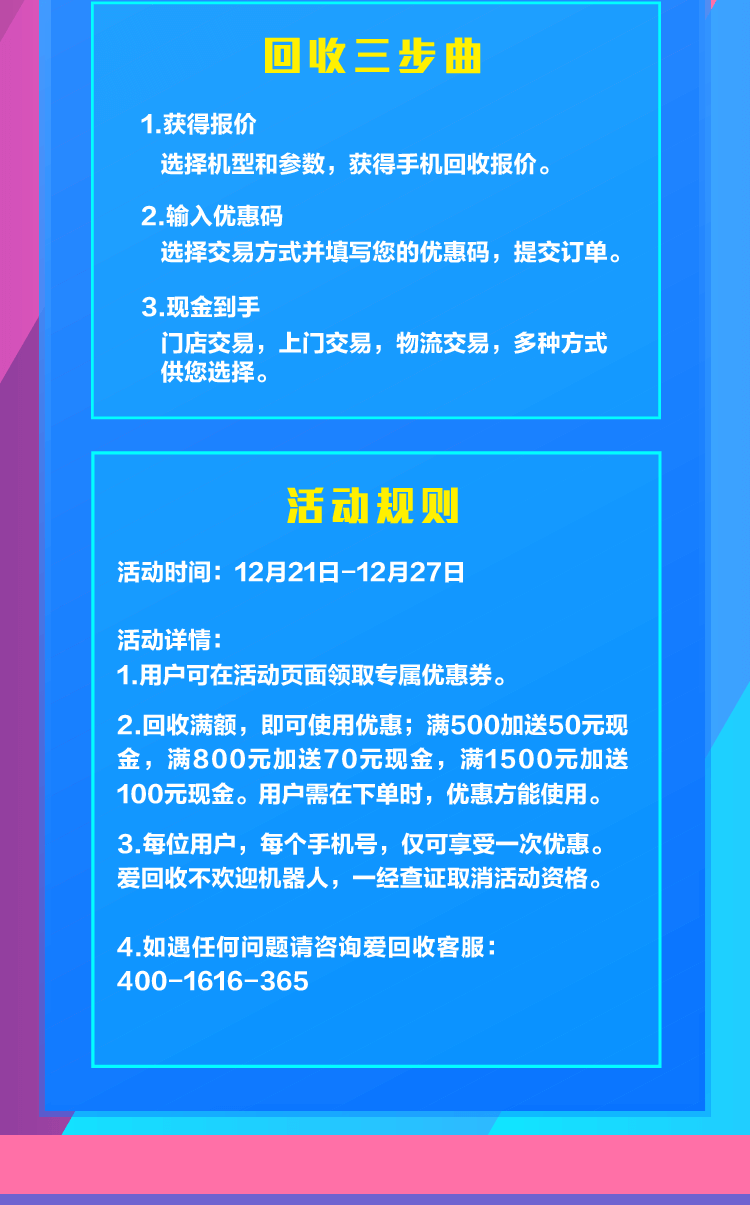 回收三步曲
1.获得报价
选择机型和参数，获得手机回收报价。
2.输入优惠码
选择交易方式并填写您的优惠码，提交订单。
3.现金到手
门店交易，上门交易，物流交易，多种方式
供您选择。
活动规则
活动时间：12月21日-12月27日
活动详情：
1.用户可在活动页面领取专属优惠券。
2.回收满额，即可使用优惠；满500加送50元现
金，满800元加送70元现金，满1500元加送
100元现金。用户需在下单时，优惠方能使用。
3.每位用户，每个手机号，仅可享受一次优惠。
爱回收不欢迎机器人，一经查证取消活动资格。
4.如遇任何问题请咨询爱回收客服：
400-1616-365